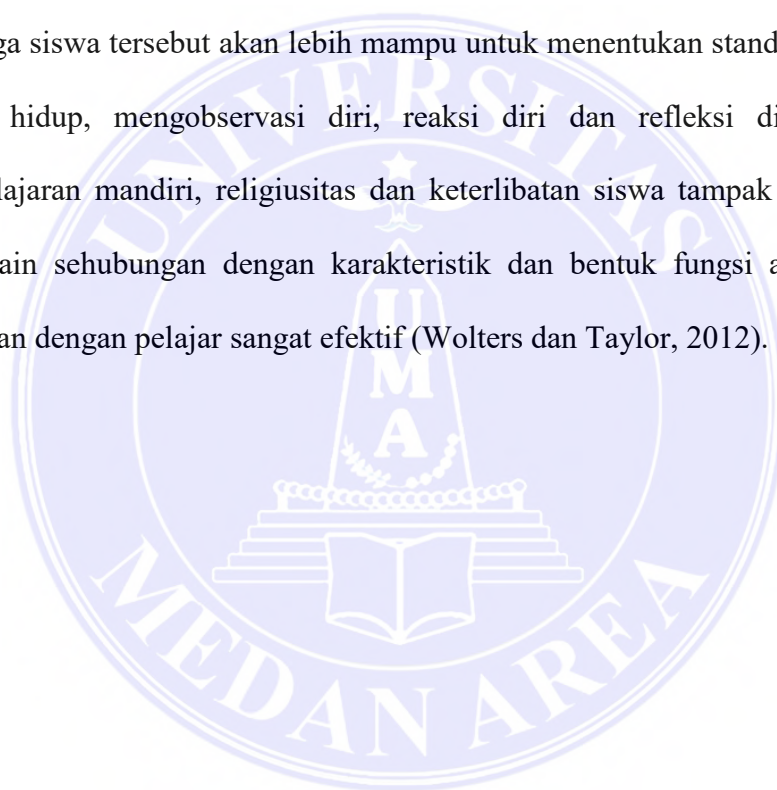 ga siswa tersebut akan lebih mampu untuk menentukan stand
hidup, mengobservasi diri, reaksi diri dan refleksi di
lajaran mandiri, religiusitas dan keterlibatan siswa tampak
ain sehubungan dengan karakteristik dan bentuk fungsi a
an dengan pelajar sangat efektif (Wolters dan Taylor, 2012).
UNIVERSITAS
U
M
A
MEDAN AREA